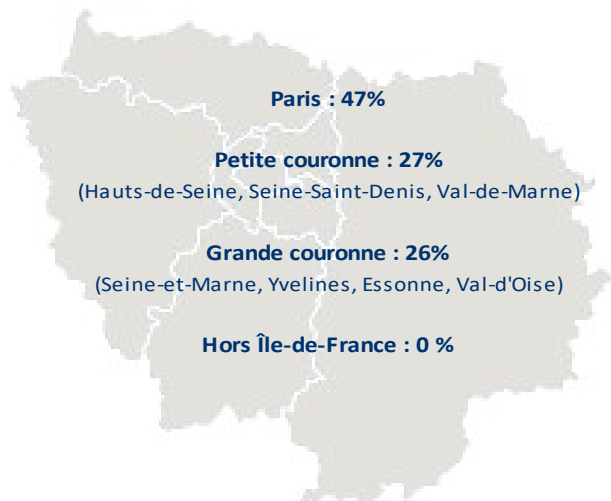 Paris : 47%
Petite couronne : 27%
(Hauts-de-Seine, Seine-Saint-Denis, Val-de-Marne)
Grande couronne : 26%
(Seine-et-Marne, Yvelines, Essonne, Val-d'Oise)
Hors Île-de-France : 0 %